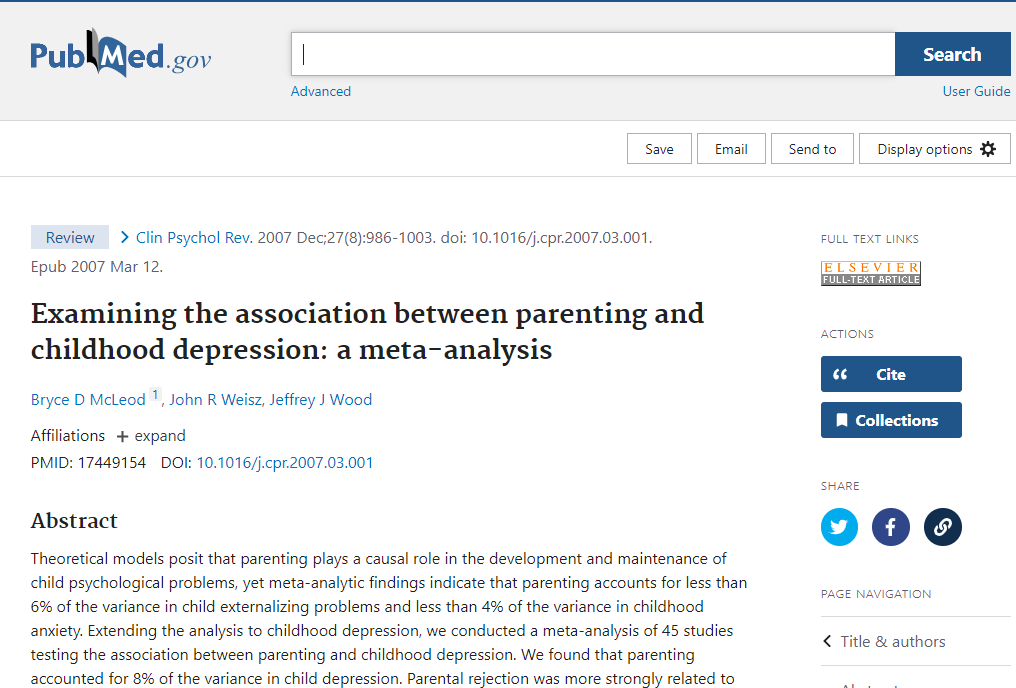 PubMed.gov
Search
Advanced
User Guide
Save
Email
Send to
Display options
Review
Clin Psychol Rev. 2007 Dec;27(8):986-1003. doi: 10.1016/j.cpr.2007.03.001.
Epub 2007 Mar 12.
Examining the association between parenting and
childhood depression: a meta-analysis
Bryce D McLeod 1, John R Weisz, Jeffrey J Wood
Affiliations + expand
PMID: 17449154 DOI: 10.1016/j.cpr.2007.03.001
Abstract
Theoretical models posit that parenting plays a causal role in the development and maintenance of
child psychological problems, yet meta-analytic findings indicate that parenting accounts for less than
6% of the variance in child externalizing problems and less than 4% of the variance in childhood
anxiety. Extending the analysis to childhood depression, we conducted a meta-analysis of 45 studies
testing the association between parenting and childhood depression. We found that parenting
accounted for 8% of the variance in child depression. Parental rejection was more strongly related to
FULL TEXT LINKS
ELSEVIER
FULL-TEXT ARTICLE
ACTIONS
Cite
Collections
SHARE
PAGE NAVIGATION
Title & authors